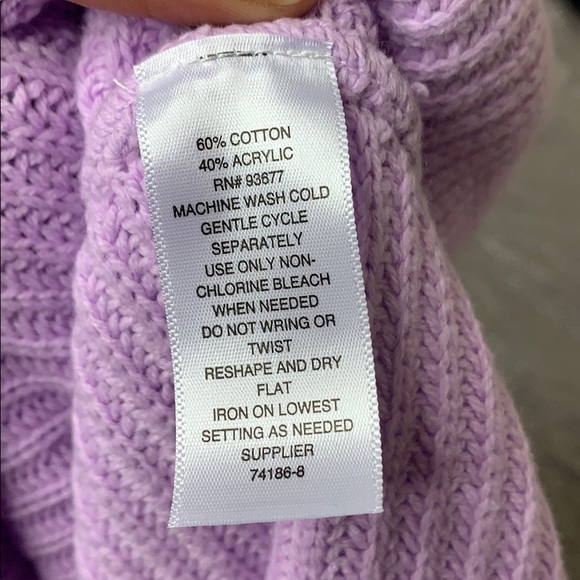 60% COTTON
40% ACRYLIC
RN# 93677
MACHINE WASH COLD
GENTLE CYCLE
SEPARATELY
USE ONLY NON-
CHLORINE BLEACH
WHEN NEEDED
DO NOT WRING OR
TWIST
RESHAPE AND DRY
FLAT
IRON ON LOWEST
SETTING AS NEEDED
SUPPLIER
74186-8